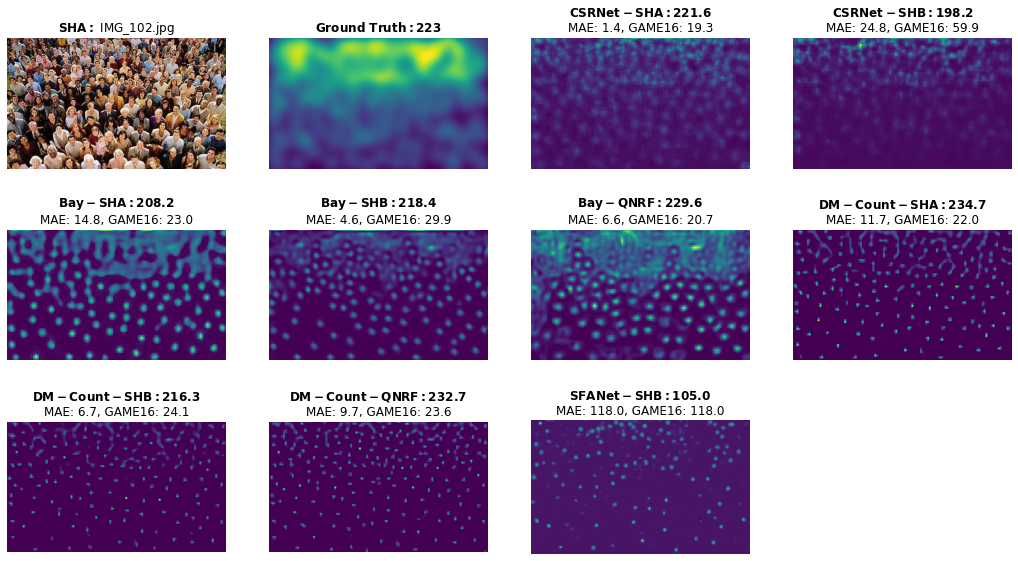 SHA: IMG_102.jpg
Ground Truth:223
CSRNet−SHA:221.6
MAE: 1.4, GAME16: 19.3
CSRNet−SHB:198.2
MAE: 24.8, GAME16: 59.9
Bay−SHA:208.2
MAE: 14.8, GAME16: 23.0
Bay−SHB:218.4
MAE: 4.6, GAME16: 29.9
Bay−QNRF:229.6
MAE: 6.6, GAME16: 20.7
DM−Count−SHA:234.7
MAE: 11.7, GAME16: 22.0
DM−Count−SHB:216.3
MAE: 6.7, GAME16: 24.1
DM−Count−QNRF:232.7
MAE: 9.7, GAME16: 23.6
SFANet−SHB:105.0
MAE: 118.0, GAME16: 118.0